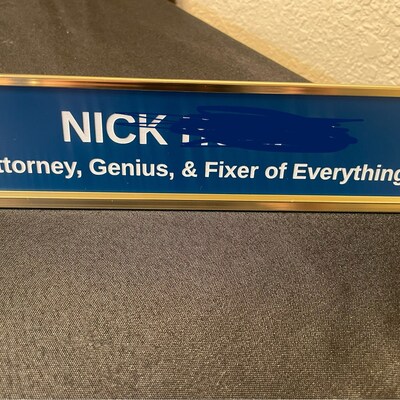 NICK
ttorney, Genius, & Fixer of Everything